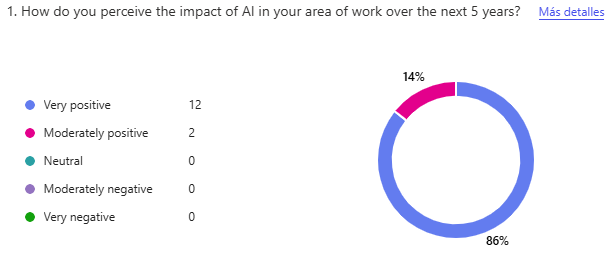 1. How do you perceive the impact of AI in your area of work over the next 5 years? Más detalles
Very positive 12
Moderately positive 2
Neutral 0
Moderately negative 0
Very negative 0
14%
86%